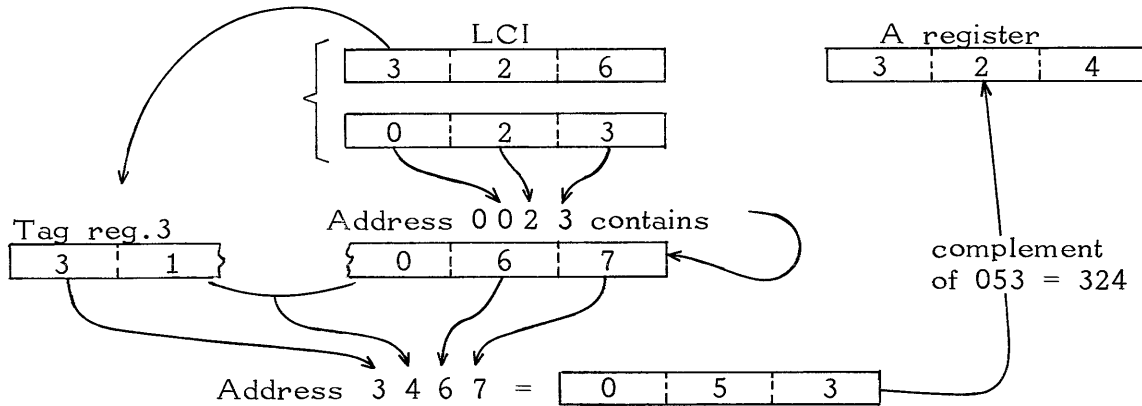 LCI
3 2 6
A register
3 2 4
0 2 3
Address 0 0 2 3 contains
Tag reg.3
3 1
0 6 7
complement
of 053 = 324
Address 3 4 6 7 = 0 5 3